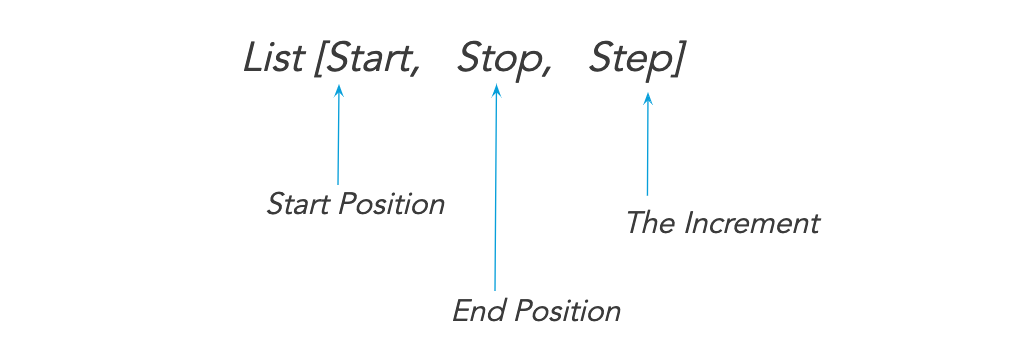 List [Start, Stop, Step]
Start Position
The Increment
End Position